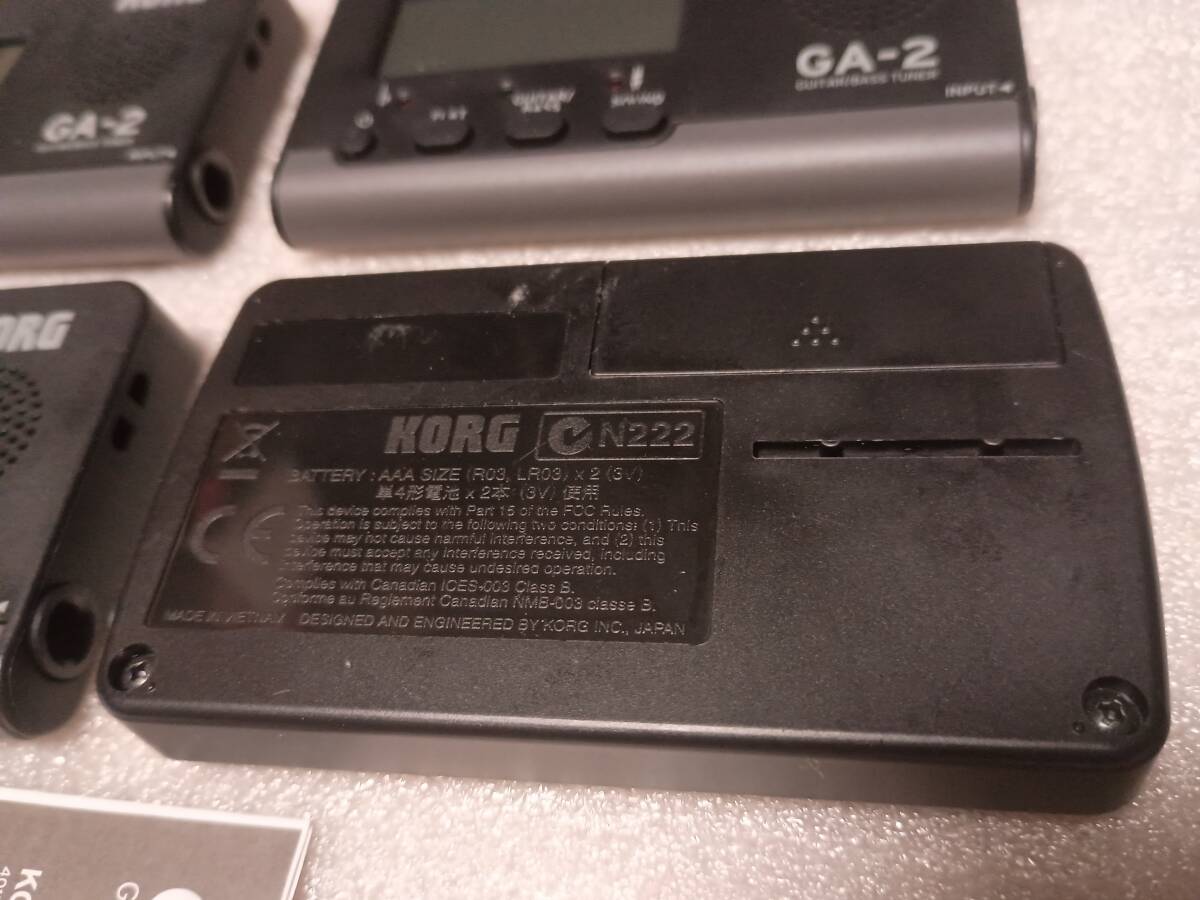 KORG
GA-2
GA-2
GUITAR/BASS TUNER
INPUT
KORG
KORG N222
BATTERY : AAA SIZE (R03, LR03) x 2 (3V)
単4形電池 x 2本 (3V) 使用
This device complies with Part 15 of the FCC Rules.
Operation is subject to the following two conditions: (1) This
device may not cause harmful interference, and (2) this
device must accept any interference received, including
interference that may cause undesired operation.
Complies with Canadian ICES-003 Class B.
Conforme au Reglement Canadian NMB-003 classe B.
MADE IN VIETNAM DESIGNED AND ENGINEERED BY KORG INC., JAPAN